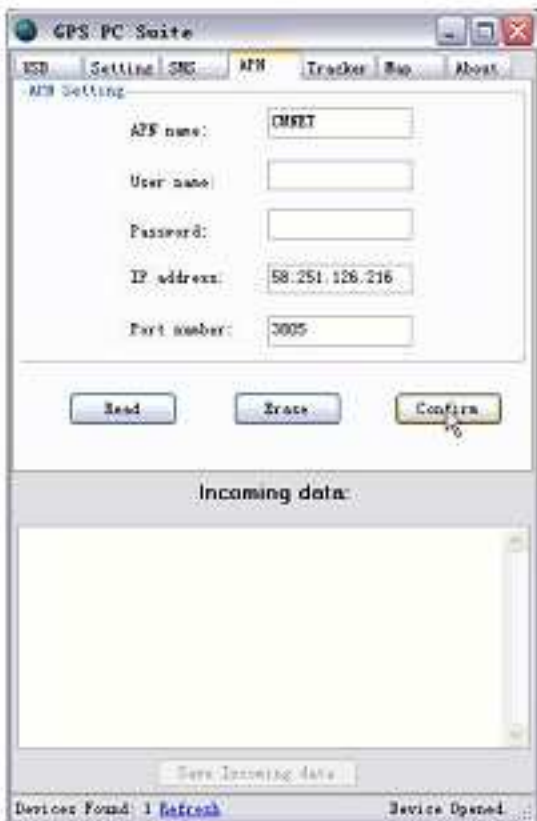 GPS PC Suite
USB Setting SMS APN Tracker Map About
APN Setting
APN name: CMNET
User name:
Password:
IP address: 58.251.126.216
Port number: 3005
Read Erase Confirm
Incoming data:
Save Incoming data
Devices Found: 1 Refresh Device Opened